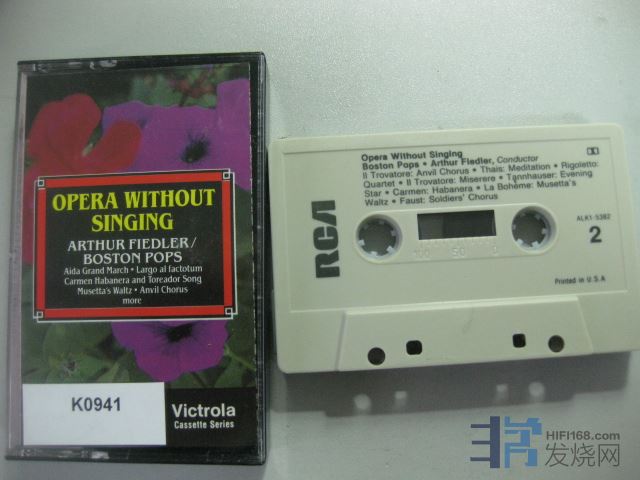 OPERA WITHOUT
SINGING
ARTHUR FIEDLER/
BOSTON POPS
Aida Grand March • Largo al factotum
Carmen Habanera and Toreador Song
Musetta's Waltz • Anvil Chorus
more
K0941
Victrola
Cassette Series
Opera Without Singing
Boston Pops • Arthur Fiedler, Conductor
Il Trovatore: Anvil Chorus • Thais: Meditation • Rigoletto:
Quartet • Il Trovatore: Miserere • Tannhauser: Evening
Star • Carmen: Habanera • La Bohème: Musetta's
Waltz • Faust: Soldiers' Chorus
ALK1-5382
2
RCA
100 50 0
Printed in U.S.A
HIFI168.com
发烧网